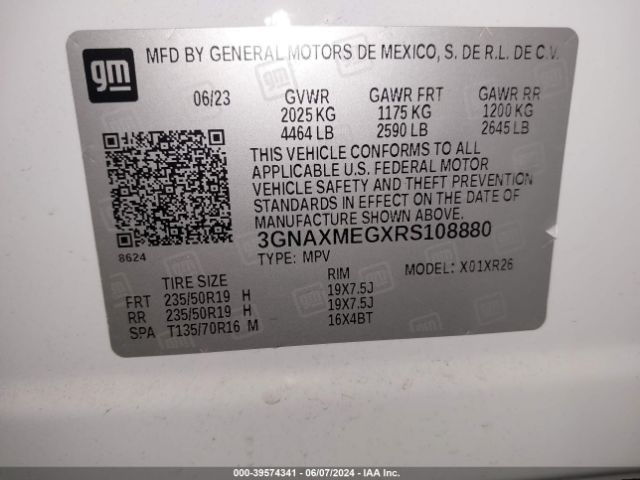 gm
MFD BY GENERAL MOTORS DE MEXICO, S. DE R.L. DE C.V.
06/23 GVWR GAWR FRT GAWR RR
2025 KG 1175 KG 1200 KG
4464 LB 2590 LB 2645 LB
THIS VEHICLE CONFORMS TO ALL
APPLICABLE U.S. FEDERAL MOTOR
VEHICLE SAFETY AND THEFT PREVENTION
STANDARDS IN EFFECT ON THE DATE OF
MANUFACTURE SHOWN ABOVE.
8624 3GNAXMEGXRS108880
TYPE: MPV MODEL: X01XR26
TIRE SIZE RIM
FRT 235/50R19 H 19X7.5J
RR 235/50R19 H 19X7.5J
SPA T135/70R16 M 16X4BT
000-39574341 - 06/07/2024 - IAAI.com